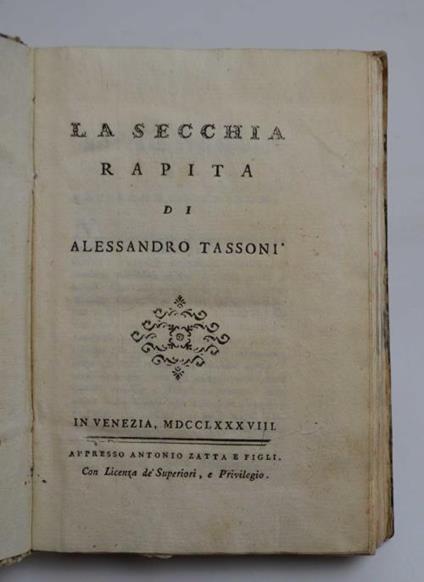 LA SECCHIA
RAPITA
DI
ALESSANDRO TASSONI
IN VENEZIA, MDCCLXXXVIII.
APPRESSO ANTONIO ZATTA E FIGLI.
Con Licenza de' Superiori, e Privilegio.